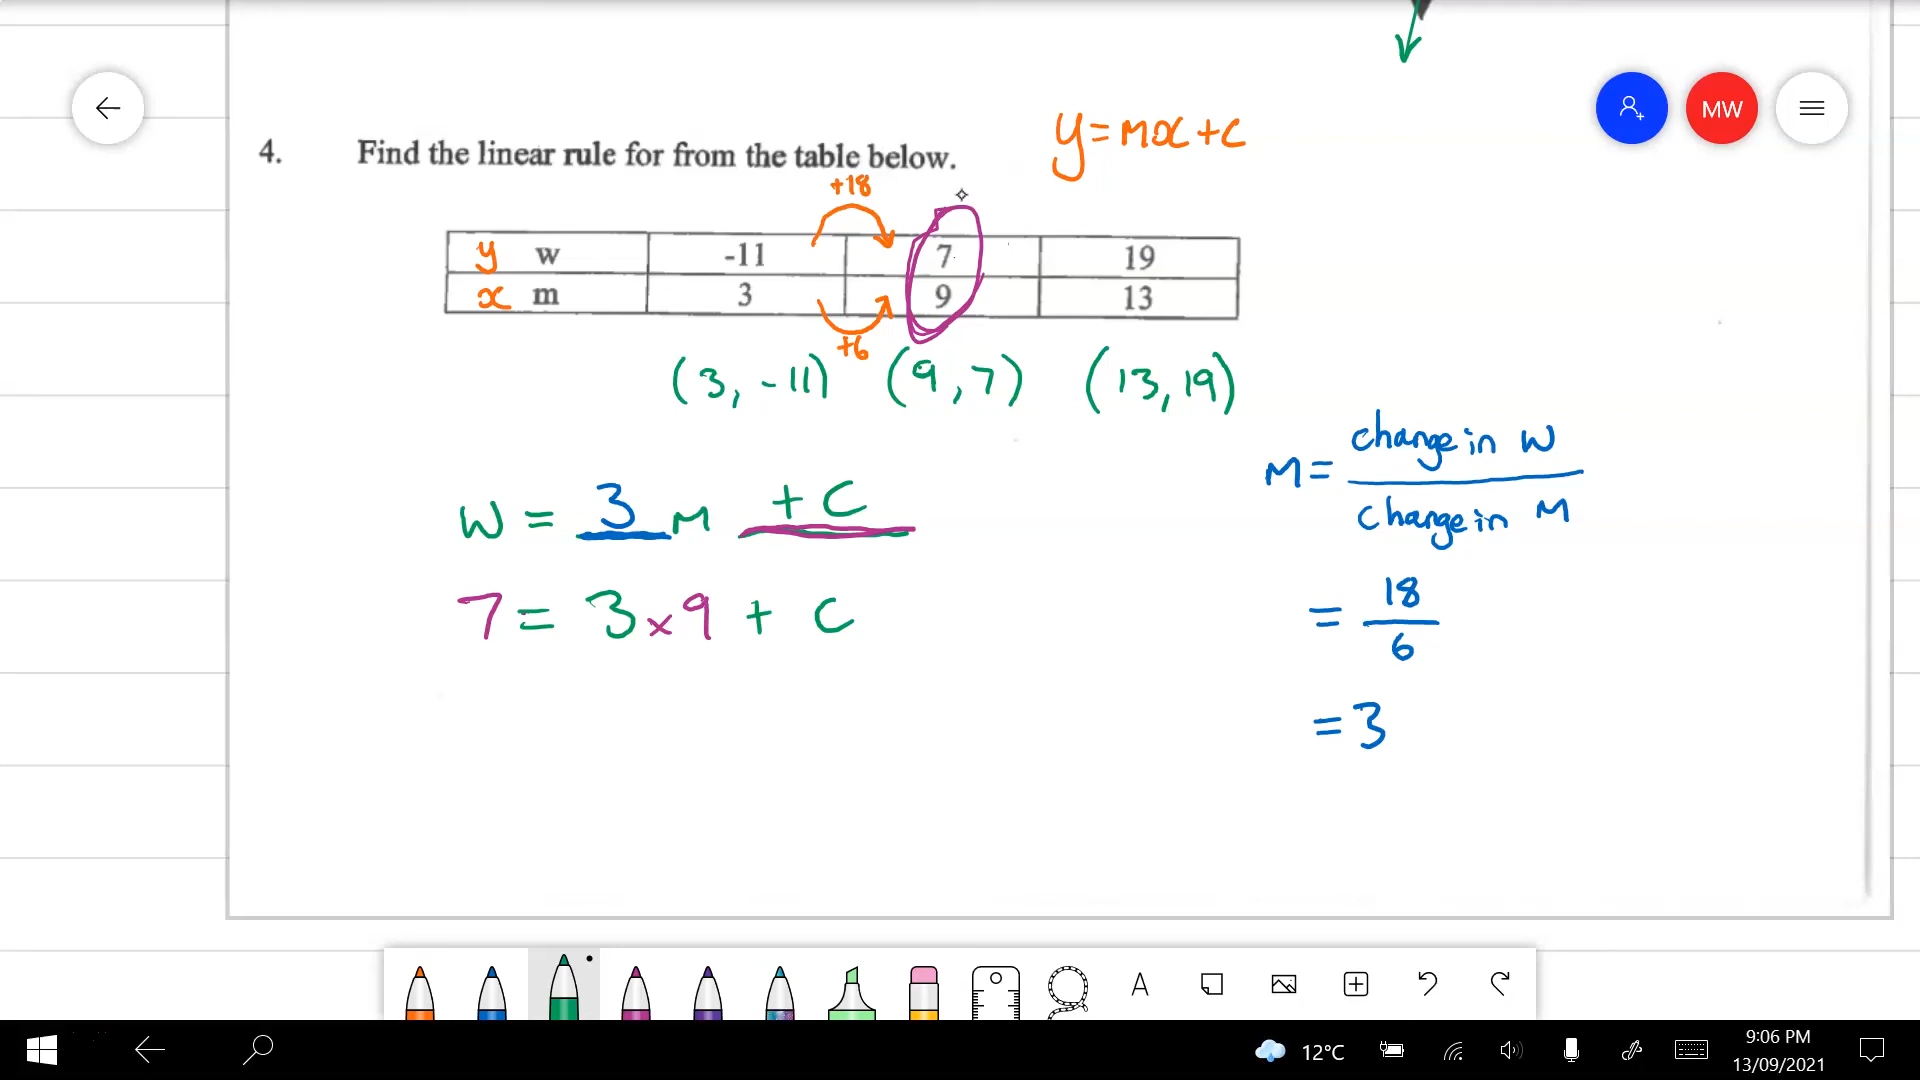 y=mx+c
MW
4. Find the linear rule for from the table below.
+18
y w -11 7 19
x m 3 9 13
+6
(3, -11) (9, 7) (13, 19)
M = change in W
change in M
W = 3 M + C
= 18
6
7 = 3 × 9 + C
= 3
A
12°C
9:06 PM
13/09/2021